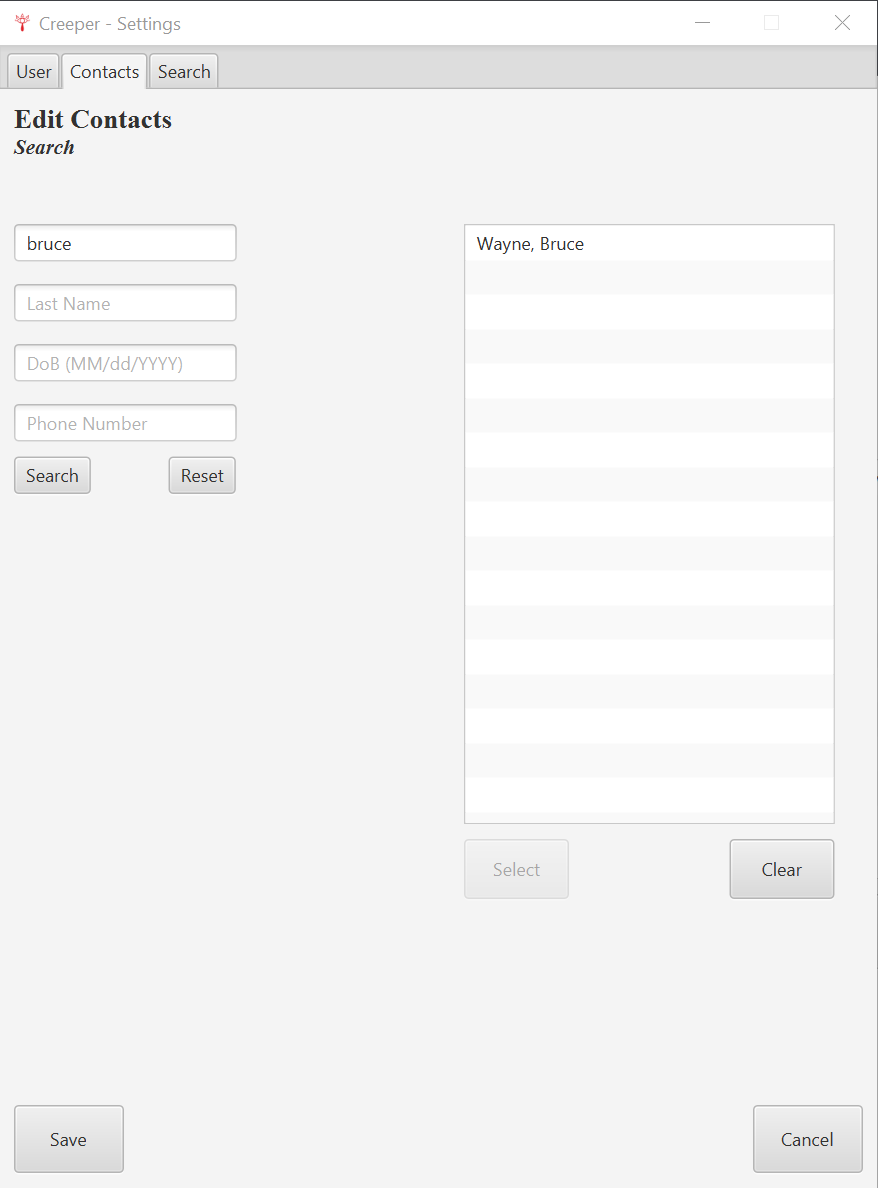 Creeper - Settings
User Contacts Search
Edit Contacts
Search
bruce
Last Name
DoB (MM/dd/YYYY)
Phone Number
Search Reset
Wayne, Bruce
Select Clear
Save Cancel